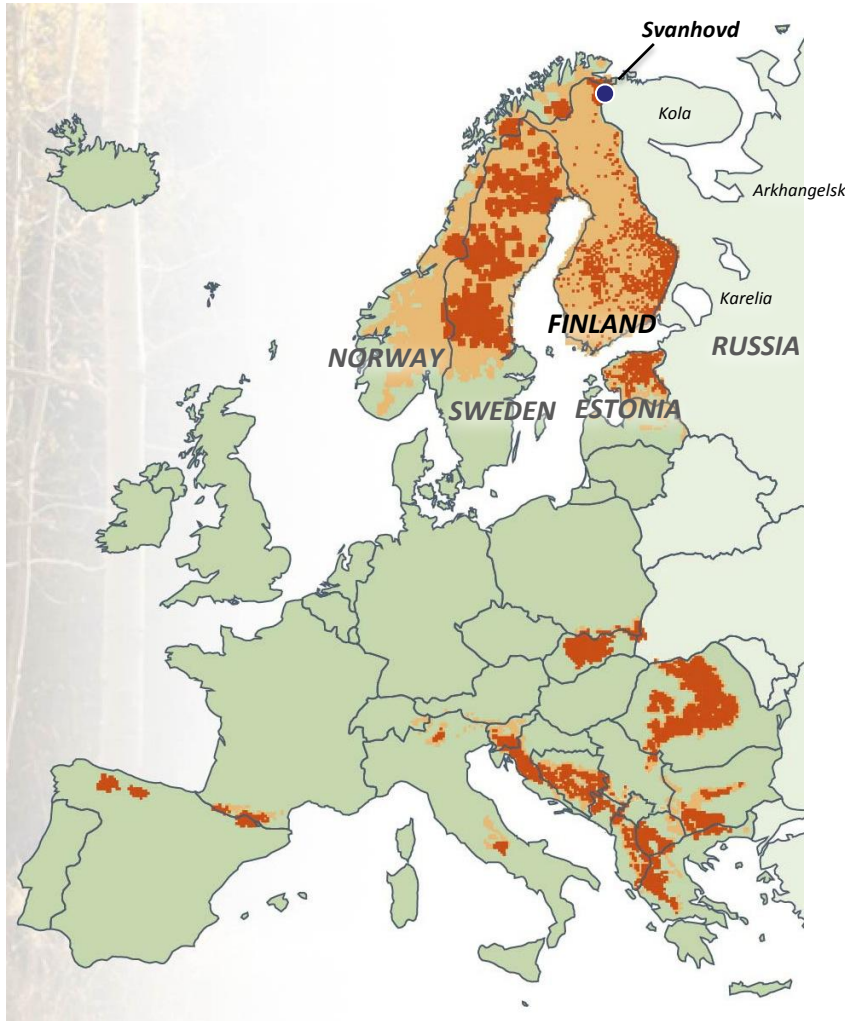 Svanhovd
Kola
Arkhangelsk
Karelia
FINLAND
RUSSIA
NORWAY
SWEDEN
ESTONIA